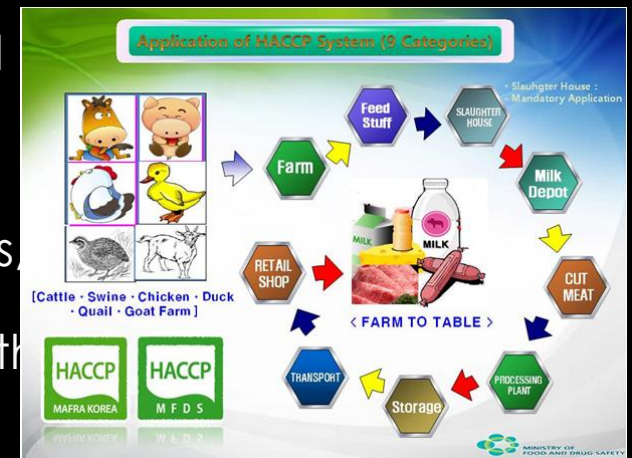 Application of HACCP System (9 Categories)
· Slauhgter House :
- Mandatory Application
Feed
Stuff
SLAUGHTER
HOUSE
Farm
Milk
Depot
MILK
MILK
RETAIL
SHOP
CUT
MEAT
[Cattle · Swine · Chicken · Duck
· Quail · Goat Farm ]
< FARM TO TABLE >
HACCP
MAFRA KOREA
HACCP
M F D S
TRANSPORT
Storage
PROCESSING
PLANT
MINISTRY OF
FOOD AND DRUG SAFETY